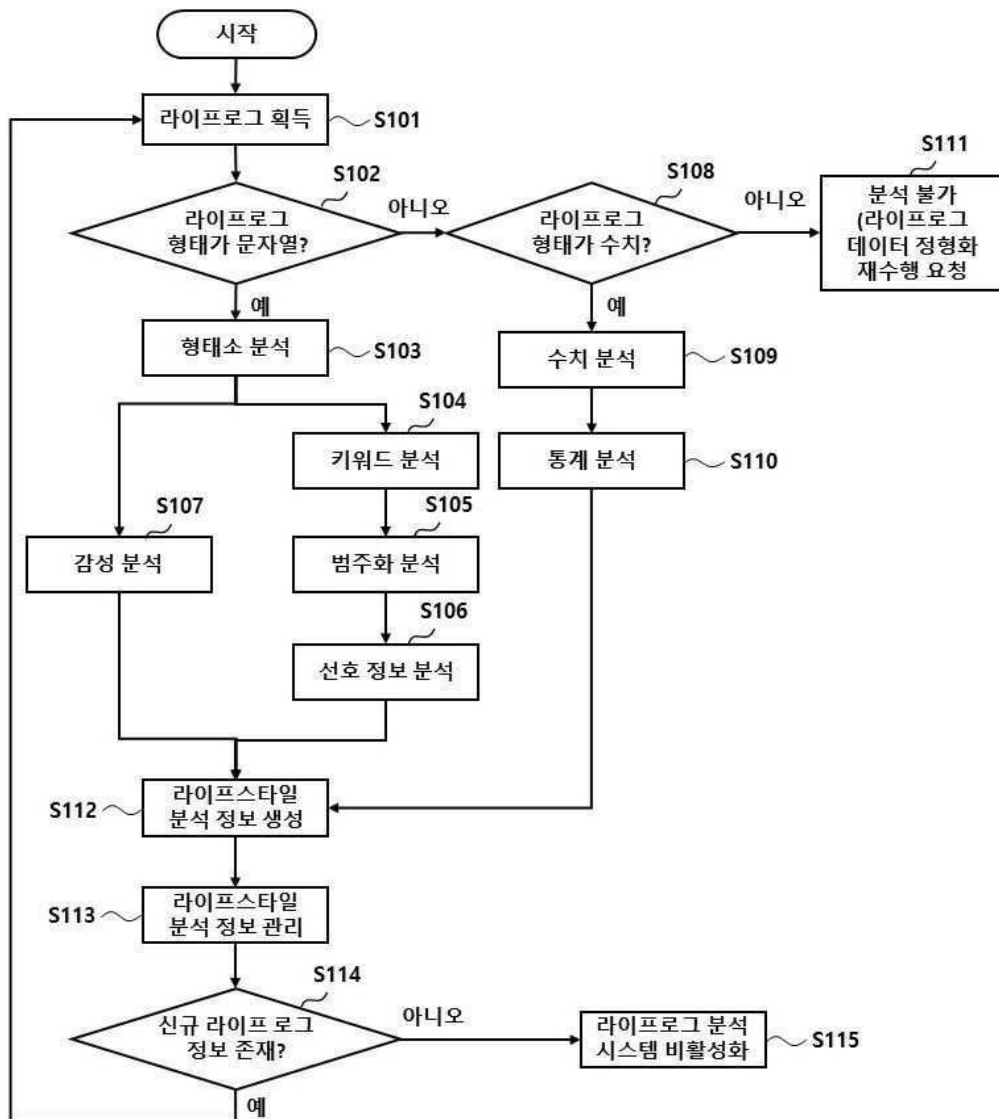 시작
라이프로그 획득
S101
S102
라이프로그
형태가 문자열?
아니오
예
S108
라이프로그
형태가 수치?
아니오
예
S111
분석 불가
(라이프로그
데이터 정형화
재수행 요청
형태소 분석
S103
수치 분석
S109
S104
키워드 분석
통계 분석
S110
S107
감성 분석
S105
범주화 분석
S106
선호 정보 분석
S112
라이프스타일
분석 정보 생성
S113
라이프스타일
분석 정보 관리
S114
신규 라이프 로그
정보 존재?
아니오
예
라이프로그 분석
시스템 비활성화
S115